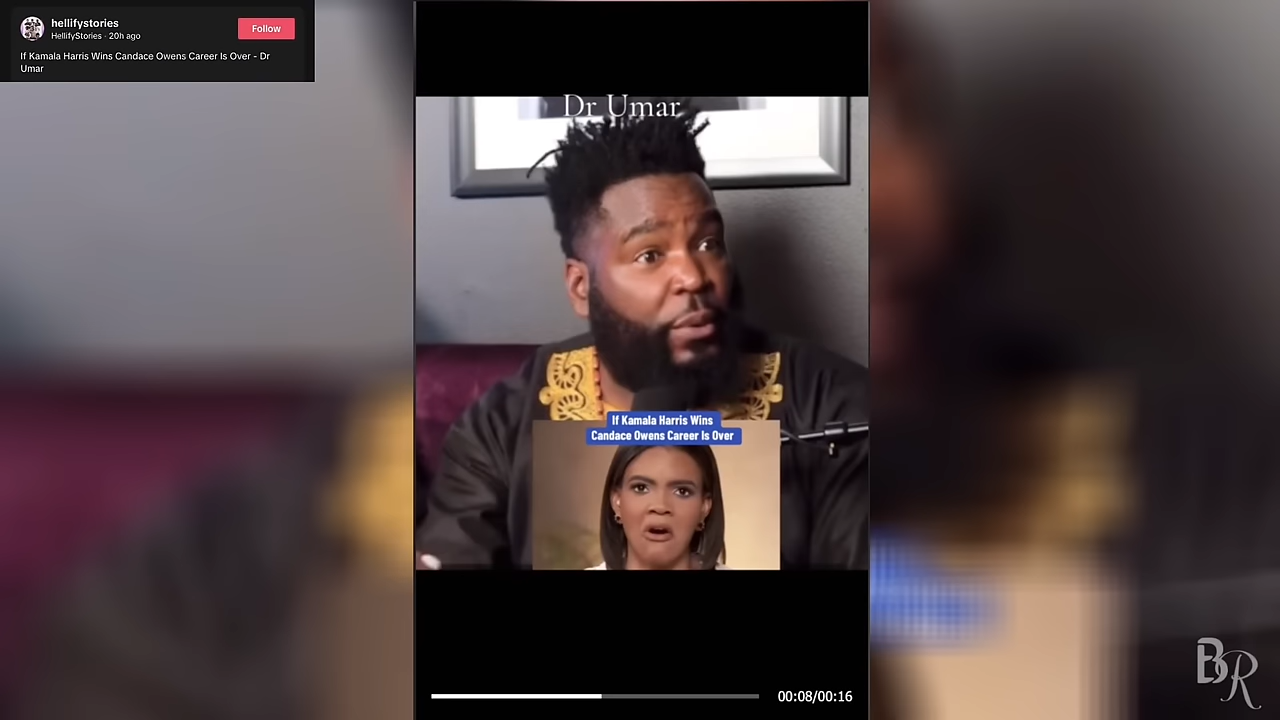 hellifystories
HellifyStories · 20h ago
Follow
If Kamala Harris Wins Candace Owens Career Is Over - Dr
Umar
Dr Umar
If Kamala Harris Wins
Candace Owens Career Is Over
00:08/00:16
BR